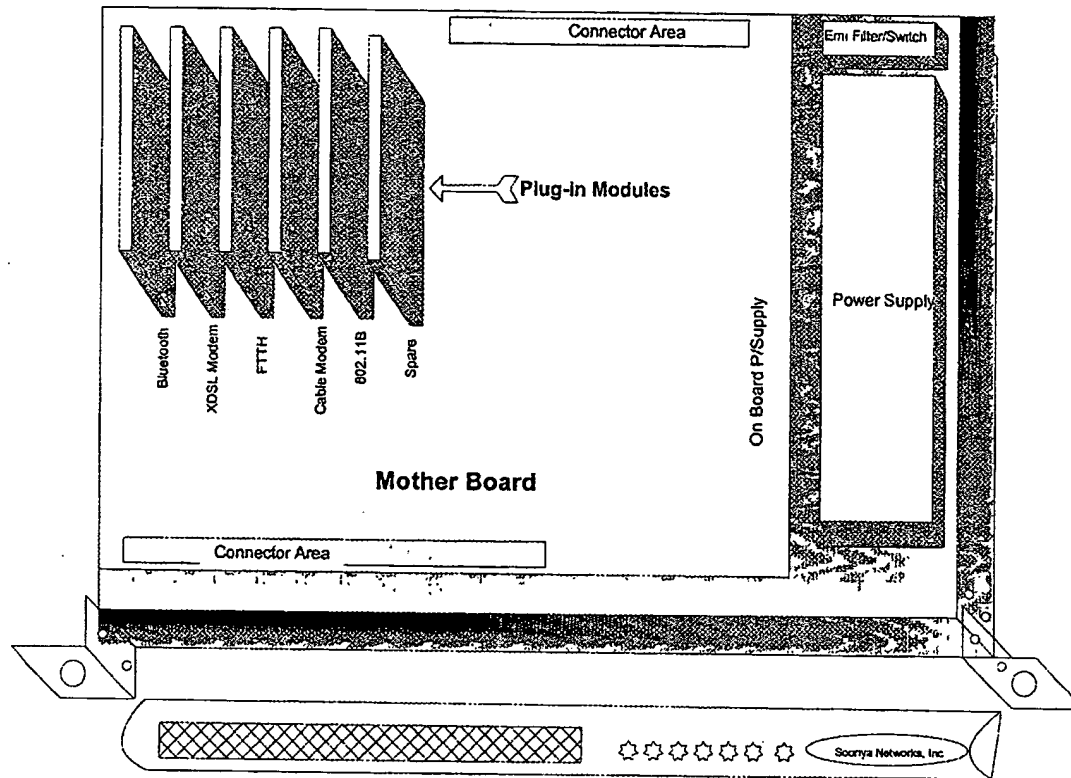 Connector Area
Emi Filter/Switch
Plug-in Modules
Power Supply
On Board P/Supply
Bluetooth
XDSL Modem
FTTH
Cable Modem
802.11B
Spare
Mother Board
Connector Area
Soonya Networks, Inc